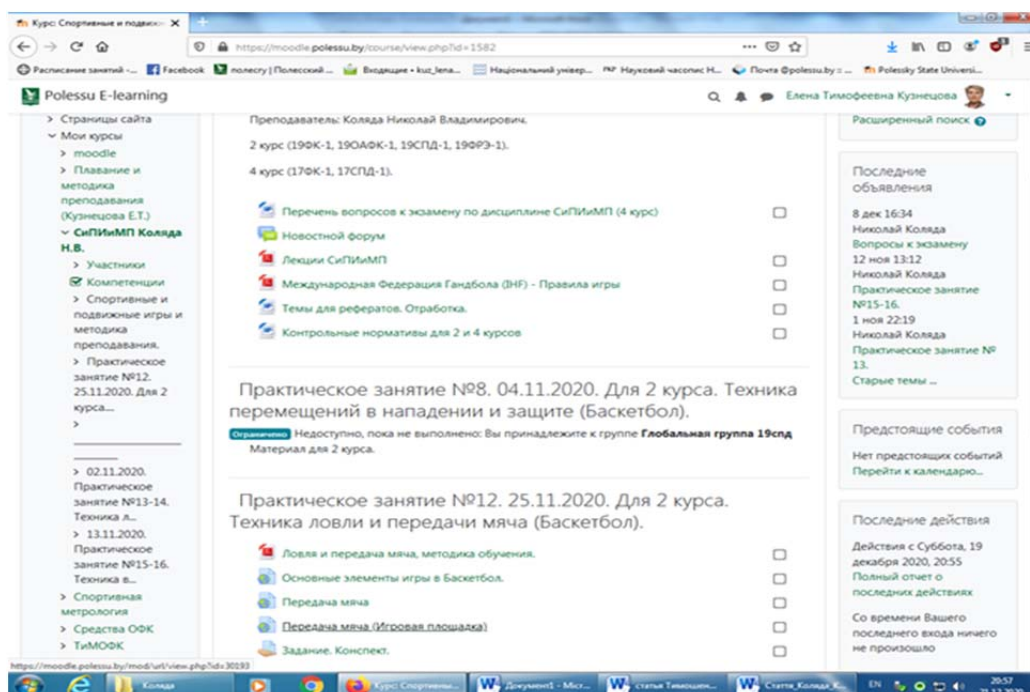 Курс: Спортивные и подвижн
https://moodle.polessu.by/course/view.php?id=1582
Расписание занятий -...
Facebook
полесгу | Полесский ...
Входящие • kuz_lena...
Національний універ...
Науковий часопис Н...
Почта @polessu.by :: ...
Polessky State Universi...
Polessu E-learning
Елена Тимофеевна Кузнецова
> Страницы сайта
Мои курсы
> moodle
> Плавание и
методика
преподавания
(Кузнецова Е.Т.)
СиПИиМП Коляда
Н.В.
> Участники
Компетенции
> Спортивные и
подвижные игры и
методика
преподавания.
> Практическое
занятие №12.
25.11.2020. Для 2
курса...
>
> 02.11.2020.
Практическое
занятие №13-14.
Техника л...
> 13.11.2020.
Практическое
занятие №15-16.
Техника в...
> Спортивная
метрология
> Средства ОФК
> ТиМОФК
Преподаватель: Коляда Николай Владимирович.
2 курс (19ФК-1, 19ОАФК-1, 19СПД-1, 19ФРЭ-1).
4 курс (17ФК-1, 17СПД-1).
Перечень вопросов к экзамену по дисциплине СиПИиМП (4 курс)
Новостной форум
Лекции СиПИиМП
Международная Федерация Гандбола (IHF) - Правила игры
Темы для рефератов. Отработка.
Контрольные нормативы для 2 и 4 курсов
Практическое занятие №8. 04.11.2020. Для 2 курса. Техника
перемещений в нападении и защите (Баскетбол).
Ограничено Недоступно, пока не выполнено: Вы принадлежите к группе Глобальная группа 19спд
Материал для 2 курса.
Практическое занятие №12. 25.11.2020. Для 2 курса.
Техника ловли и передачи мяча (Баскетбол).
Ловля и передача мяча, методика обучения.
Основные элементы игры в Баскетбол.
Передача мяча
Передача мяча (Игровая площадка)
Задание. Конспект.
Расширенный поиск
Последние
объявления
8 дек 16:34
Николай Коляда
Вопросы к экзамену
12 ноя 13:12
Николай Коляда
Практическое занятие
№15-16.
1 ноя 22:19
Николай Коляда
Практическое занятие №
13.
Старые темы ...
Предстоящие события
Нет предстоящих событий
Перейти к календарю...
Последние действия
Действия с Суббота, 19
декабря 2020, 20:55
Полный отчет о
последних действиях
Со времени Вашего
последнего входа ничего
не произошло
https://moodle.polessu.by/mod/url/view.php?id=30193
Коляда
Курс: Спортивны...
Документ1 - Micr...
статья Тимошен...
Статти_Коляда_К...
EN
20:57